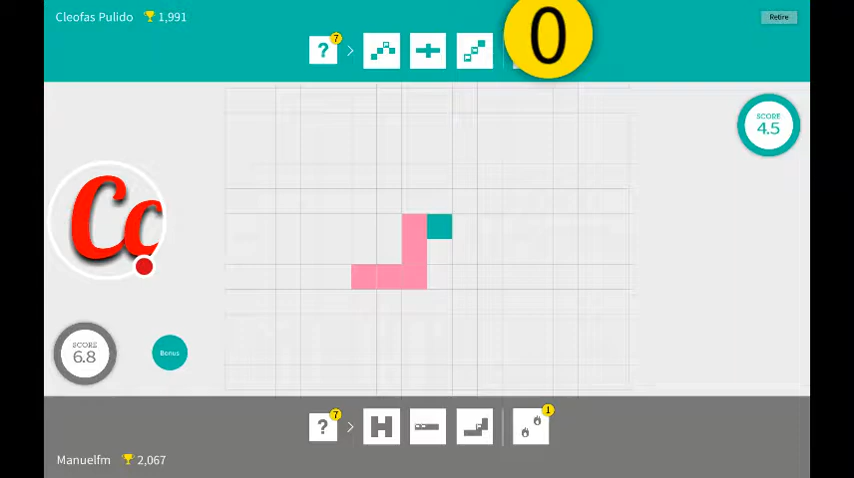 Cleofas Pulido 1,991
Retire
? 7
0
SCORE
4.5
SCORE
6.8
Bonus
? 7
1
Manuelfm 2,067